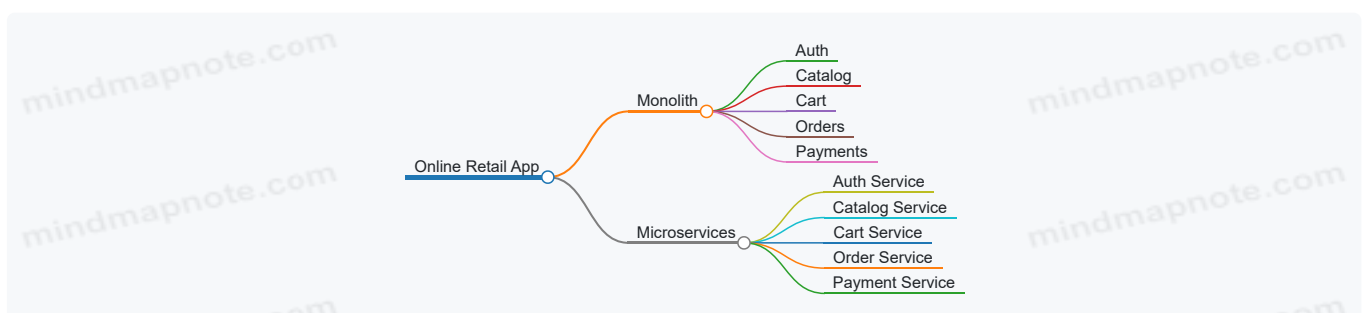 mindmapnote.com
mindmapnote.com
Auth
Catalog
Monolith
Cart
Orders
Payments
Online Retail App
mindmapnote.com
mindmapnote.com
Auth Service
Catalog Service
Microservices
Cart Service
Order Service
Payment Service